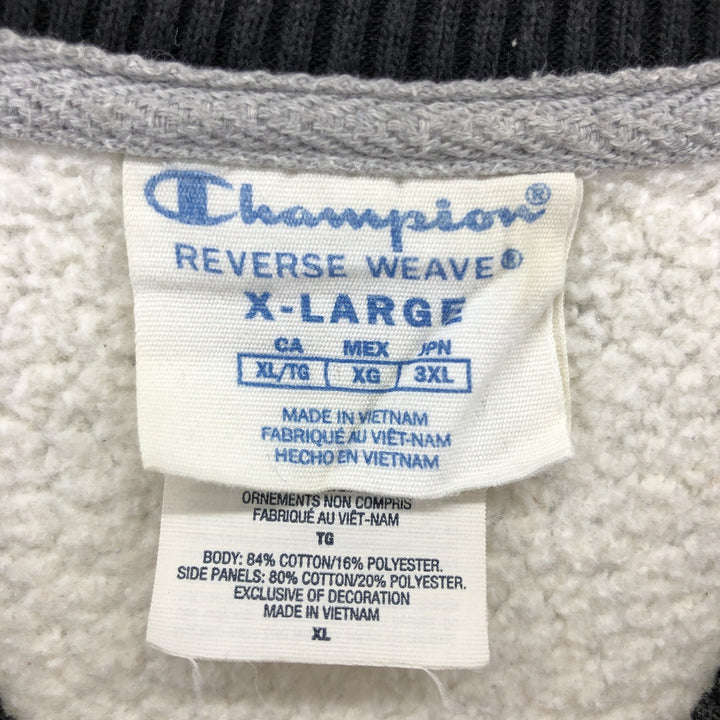 Champion®
REVERSE WEAVE®
X-LARGE
CA MEX JPN
XL/TG XG 3XL
MADE IN VIETNAM
FABRIQUÉ AU VIÊT-NAM
HECHO EN VIETNAM
ORNEMENTS NON COMPRIS
FABRIQUÉ AU VIÊT-NAM
TG
BODY: 84% COTTON/16% POLYESTER.
SIDE PANELS: 80% COTTON/20% POLYESTER.
EXCLUSIVE OF DECORATION
MADE IN VIETNAM
XL